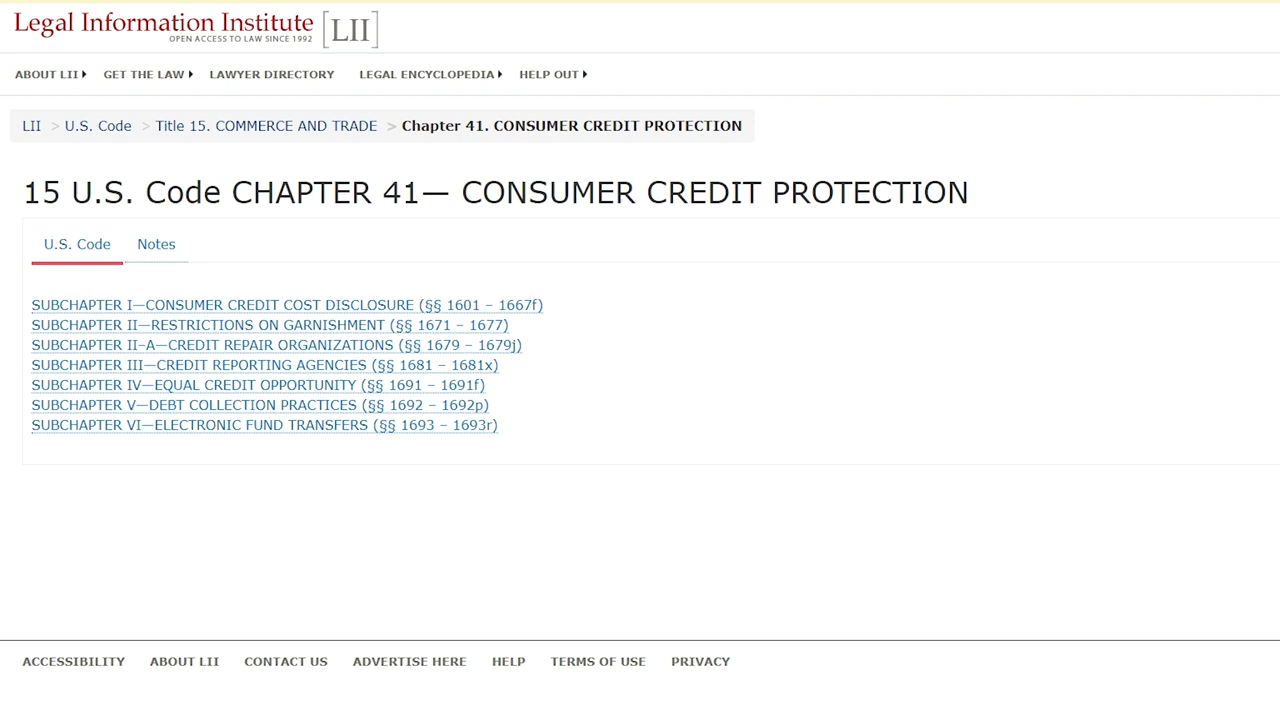 Legal Information Institute [LII]
OPEN ACCESS TO LAW SINCE 1992
ABOUT LII GET THE LAW LAWYER DIRECTORY LEGAL ENCYCLOPEDIA HELP OUT
LII > U.S. Code > Title 15. COMMERCE AND TRADE > Chapter 41. CONSUMER CREDIT PROTECTION
15 U.S. Code CHAPTER 41— CONSUMER CREDIT PROTECTION
U.S. Code Notes
SUBCHAPTER I—CONSUMER CREDIT COST DISCLOSURE (§§ 1601 – 1667f)
SUBCHAPTER II—RESTRICTIONS ON GARNISHMENT (§§ 1671 – 1677)
SUBCHAPTER II–A—CREDIT REPAIR ORGANIZATIONS (§§ 1679 – 1679j)
SUBCHAPTER III—CREDIT REPORTING AGENCIES (§§ 1681 – 1681x)
SUBCHAPTER IV—EQUAL CREDIT OPPORTUNITY (§§ 1691 – 1691f)
SUBCHAPTER V—DEBT COLLECTION PRACTICES (§§ 1692 – 1692p)
SUBCHAPTER VI—ELECTRONIC FUND TRANSFERS (§§ 1693 – 1693r)
ACCESSIBILITY ABOUT LII CONTACT US ADVERTISE HERE HELP TERMS OF USE PRIVACY